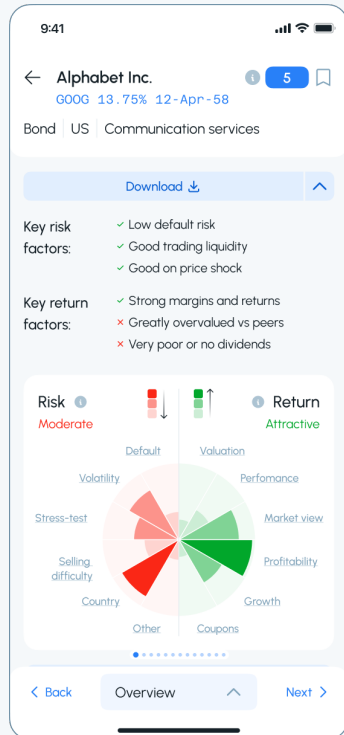 9:41
Alphabet Inc.
5
GOOG 13.75% 12-Apr-58
Bond US Communication services
Download
Key risk factors:
Low default risk
Good trading liquidity
Good on price shock
Key return factors:
Strong margins and returns
Greatly overvalued vs peers
Very poor or no dividends
Risk
Moderate
Return
Attractive
Default
Valuation
Volatility
Perfomance
Stress-test
Market view
Selling difficulty
Profitability
Country
Growth
Other
Coupons
Back
Overview
Next